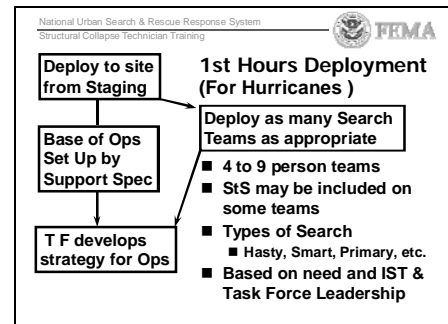 National Urban Search & Rescue Response System
Structural Collapse Technician Training
FEMA
Deploy to site
from Staging
1st Hours Deployment
(For Hurricanes )
Deploy as many Search
Teams as appropriate
Base of Ops
Set Up by
Support Spec
T F develops
strategy for Ops
■ 4 to 9 person teams
■ StS may be included on
some teams
■ Types of Search
■ Hasty, Smart, Primary, etc.
■ Based on need and IST &
Task Force Leadership